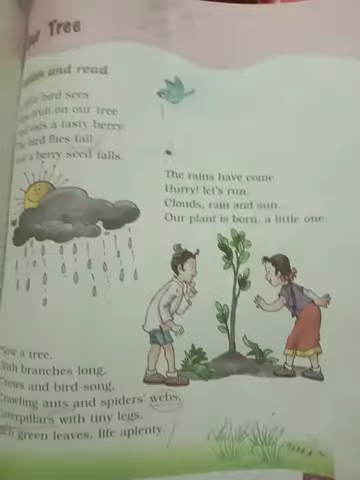 Tree
and read
bird sees
fruit on our tree
eats a tasty berry
bird flies tall
a berry seed falls.
The rains have come
Hurry! let's run.
Clouds, rain and sun.
Our plant is born, a little one
a tree,
branches long.
and bird-song.
ants and spiders' webs.
with tiny legs.
green leaves, life aplenty.